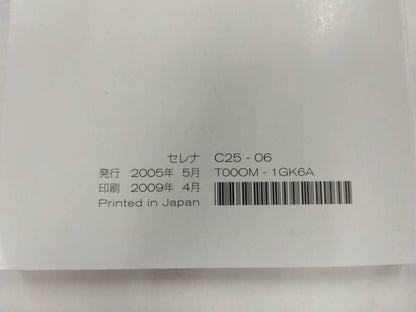 セレナ C25 - 06
発行 2005年 5月 T00OM - 1GK6A
印刷 2009年 4月
Printed in Japan